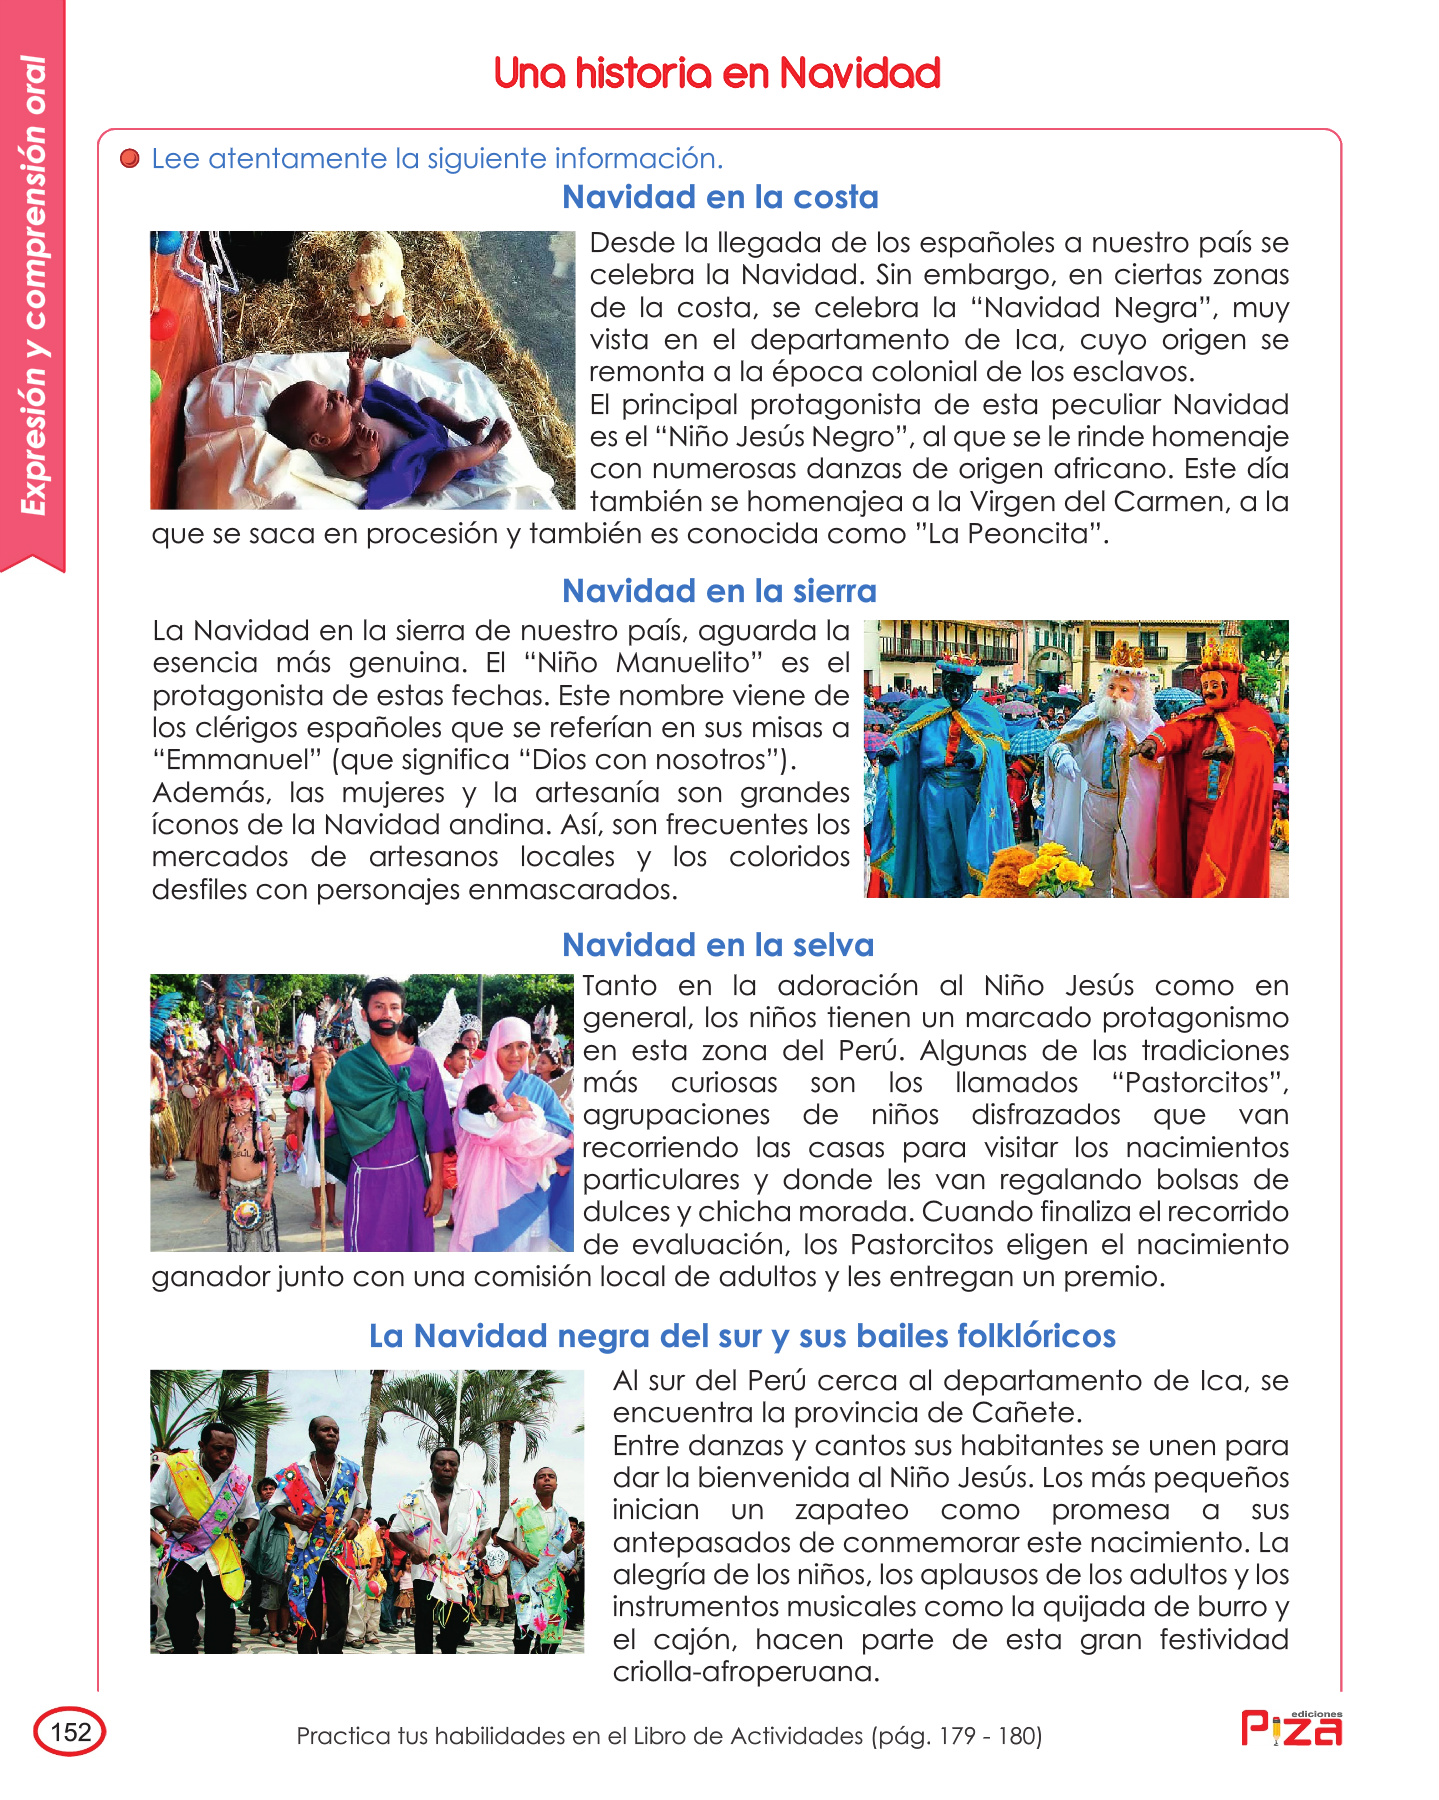 Expresión y comprensión oral
Una historia en Navidad
Lee atentamente la siguiente información.
Navidad en la costa
Desde la llegada de los españoles a nuestro país se
celebra la Navidad. Sin embargo, en ciertas zonas
de la costa, se celebra la “Navidad Negra”, muy
vista en el departamento de Ica, cuyo origen se
remonta a la época colonial de los esclavos.
El principal protagonista de esta peculiar Navidad
es el “Niño Jesús Negro”, al que se le rinde homenaje
con numerosas danzas de origen africano. Este día
también se homenajea a la Virgen del Carmen, a la
que se saca en procesión y también es conocida como ”La Peoncita”.
Navidad en la sierra
La Navidad en la sierra de nuestro país, aguarda la
esencia más genuina. El “Niño Manuelito” es el
protagonista de estas fechas. Este nombre viene de
los clérigos españoles que se referían en sus misas a
“Emmanuel” (que significa “Dios con nosotros”).
Además, las mujeres y la artesanía son grandes
íconos de la Navidad andina. Así, son frecuentes los
mercados de artesanos locales y los coloridos
desfiles con personajes enmascarados.
Navidad en la selva
Tanto en la adoración al Niño Jesús como en
general, los niños tienen un marcado protagonismo
en esta zona del Perú. Algunas de las tradiciones
más curiosas son los llamados “Pastorcitos”,
agrupaciones de niños disfrazados que van
recorriendo las casas para visitar los nacimientos
particulares y donde les van regalando bolsas de
dulces y chicha morada. Cuando finaliza el recorrido
de evaluación, los Pastorcitos eligen el nacimiento
ganador junto con una comisión local de adultos y les entregan un premio.
La Navidad negra del sur y sus bailes folklóricos
Al sur del Perú cerca al departamento de Ica, se
encuentra la provincia de Cañete.
Entre danzas y cantos sus habitantes se unen para
dar la bienvenida al Niño Jesús. Los más pequeños
inician un zapateo como promesa a sus
antepasados de conmemorar este nacimiento. La
alegría de los niños, los aplausos de los adultos y los
instrumentos musicales como la quijada de burro y
el cajón, hacen parte de esta gran festividad
criolla-afroperuana.
152
Practica tus habilidades en el Libro de Actividades (pág. 179 - 180)
ediciones
Piza